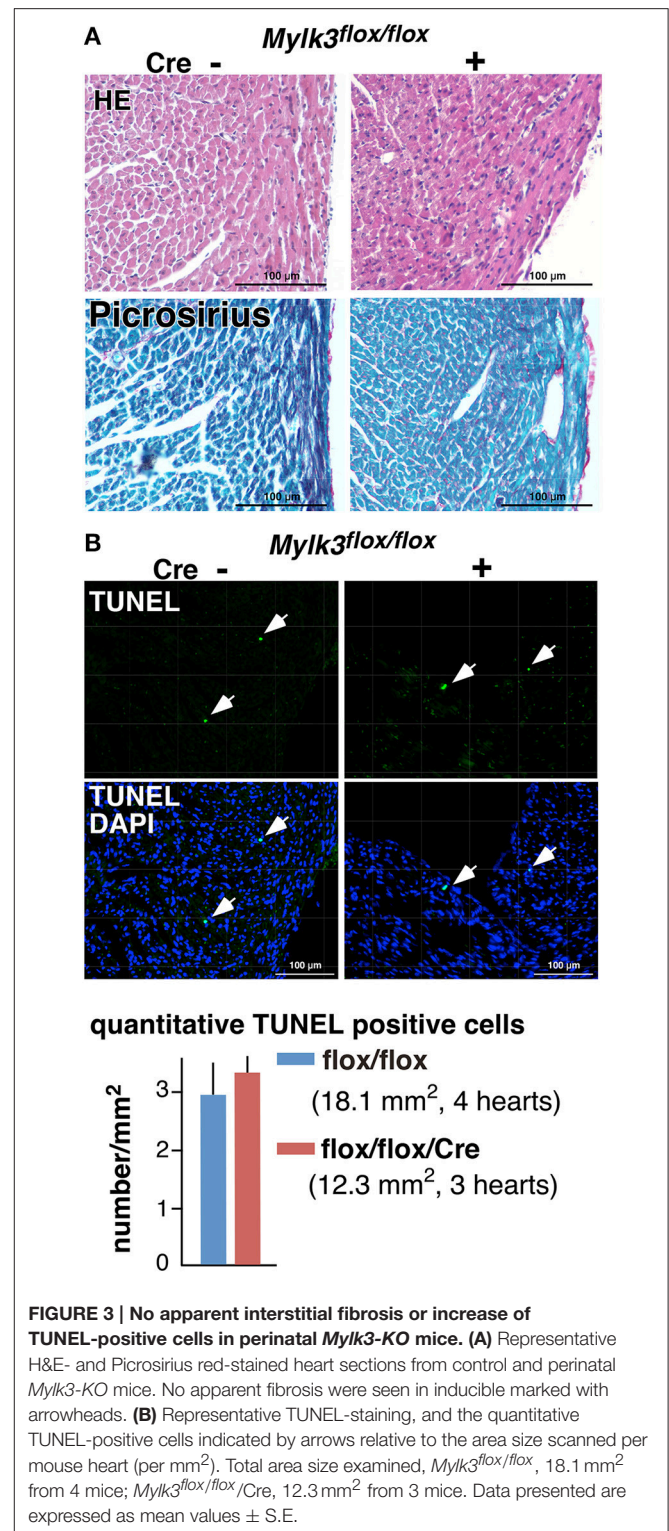 A
Mylk3flox/flox
Cre - +
HE
100 µm
100 µm
Picrosirius
100 µm
100 µm
B
Mylk3flox/flox
Cre - +
TUNEL
TUNEL
DAPI
100 µm
100 µm
quantitative TUNEL positive cells
number/mm²
3
2
1
0
flox/flox
(18.1 mm², 4 hearts)
flox/flox/Cre
(12.3 mm², 3 hearts)
FIGURE 3 | No apparent interstitial fibrosis or increase of
TUNEL-positive cells in perinatal Mylk3-KO mice. (A) Representative
H&E- and Picrosirius red-stained heart sections from control and perinatal
Mylk3-KO mice. No apparent fibrosis were seen in inducible marked with
arrowheads. (B) Representative TUNEL-staining, and the quantitative
TUNEL-positive cells indicated by arrows relative to the area size scanned per
mouse heart (per mm²). Total area size examined, Mylk3flox/flox, 18.1 mm²
from 4 mice; Mylk3flox/flox/Cre, 12.3 mm² from 3 mice. Data presented are
expressed as mean values ± S.E.